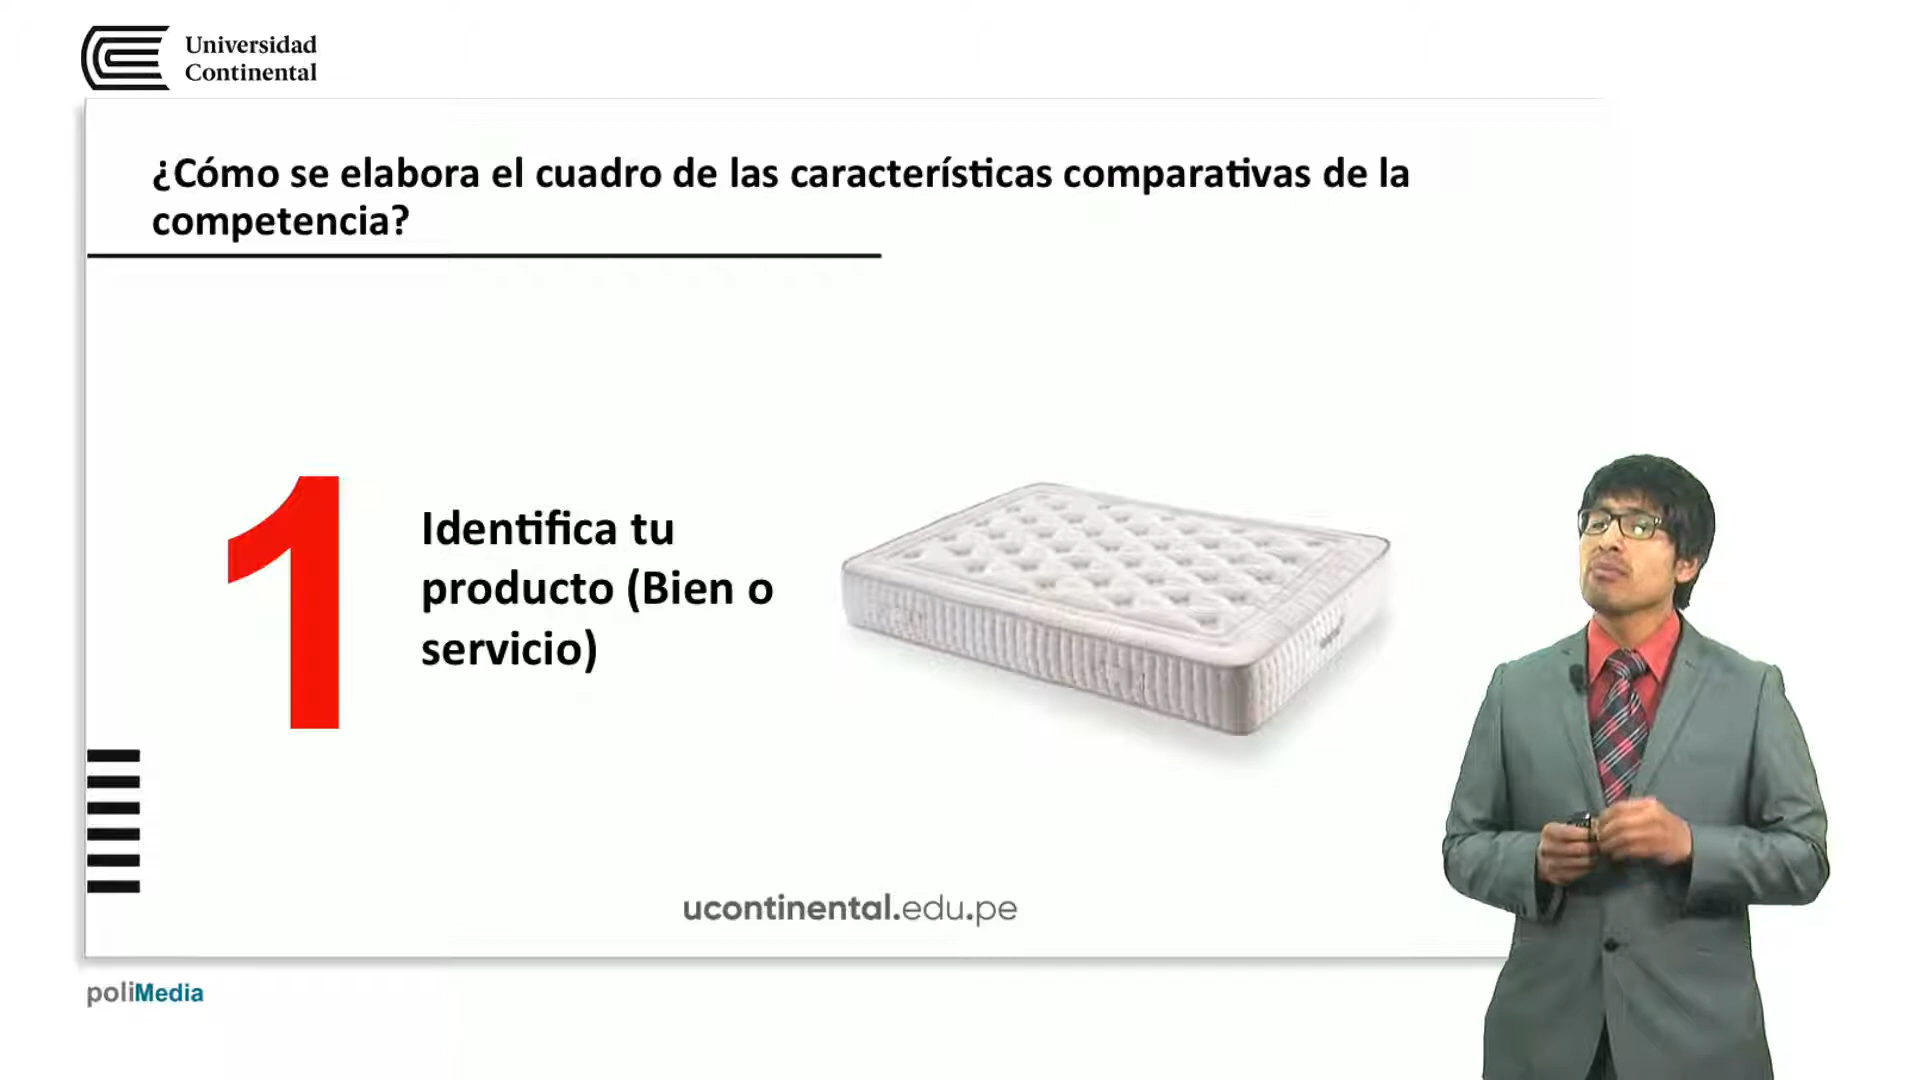 Universidad
Continental
¿Cómo se elabora el cuadro de las características comparativas de la
competencia?
1
Identifica tu
producto (Bien o
servicio)
ucontinental.edu.pe
poliMedia